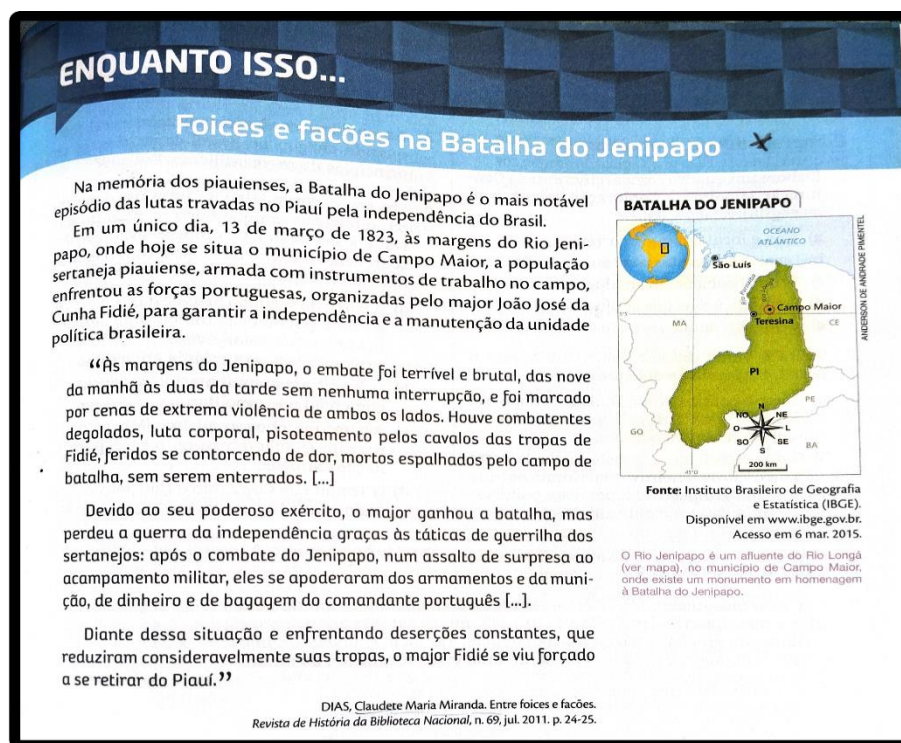 ENQUANTO ISSO...
Foices e facões na Batalha do Jenipapo
Na memória dos piauienses, a Batalha do Jenipapo é o mais notável
episódio das lutas travadas no Piauí pela independência do Brasil.
Em um único dia, 13 de março de 1823, às margens do Rio Jeni-
papo, onde hoje se situa o município de Campo Maior, a população
sertaneja piauiense, armada com instrumentos de trabalho no campo,
enfrentou as forças portuguesas, organizadas pelo major João José da
Cunha Fidié, para garantir a independência e a manutenção da unidade
política brasileira.
“Às margens do Jenipapo, o embate foi terrível e brutal, das nove
da manhã às duas da tarde sem nenhuma interrupção, e foi marcado
por cenas de extrema violência de ambos os lados. Houve combatentes
degolados, luta corporal, pisoteamento pelos cavalos das tropas de
Fidié, feridos se contorcendo de dor, mortos espalhados pelo campo de
batalha, sem serem enterrados. [...]
Devido ao seu poderoso exército, o major ganhou a batalha, mas
perdeu a guerra da independência graças às táticas de guerrilha dos
sertanejos: após o combate do Jenipapo, num assalto de surpresa ao
acampamento militar, eles se apoderaram dos armamentos e da muni-
ção, de dinheiro e de bagagem do comandante português [...].
Diante dessa situação e enfrentando deserções constantes, que
reduziram consideravelmente suas tropas, o major Fidié se viu forçado
a se retirar do Piauí.”
DIAS, Claudete Maria Miranda. Entre foices e facões.
Revista de História da Biblioteca Nacional, n. 69, jul. 2011. p. 24-25.
BATALHA DO JENIPAPO
OCEANO
ATLÂNTICO
São Luís
Campo Maior
Teresina
MA
CE
PI
PE
GO
BA
N
NO
NE
O
L
SO
SE
S
200 km
ANDERSON DE ANDRADE PIMENTEL
Fonte: Instituto Brasileiro de Geografia
e Estatística (IBGE).
Disponível em www.ibge.gov.br.
Acesso em 6 mar. 2015.
O Rio Jenipapo é um afluente do Rio Longá
(ver mapa), no município de Campo Maior,
onde existe um monumento em homenagem
à Batalha do Jenipapo.